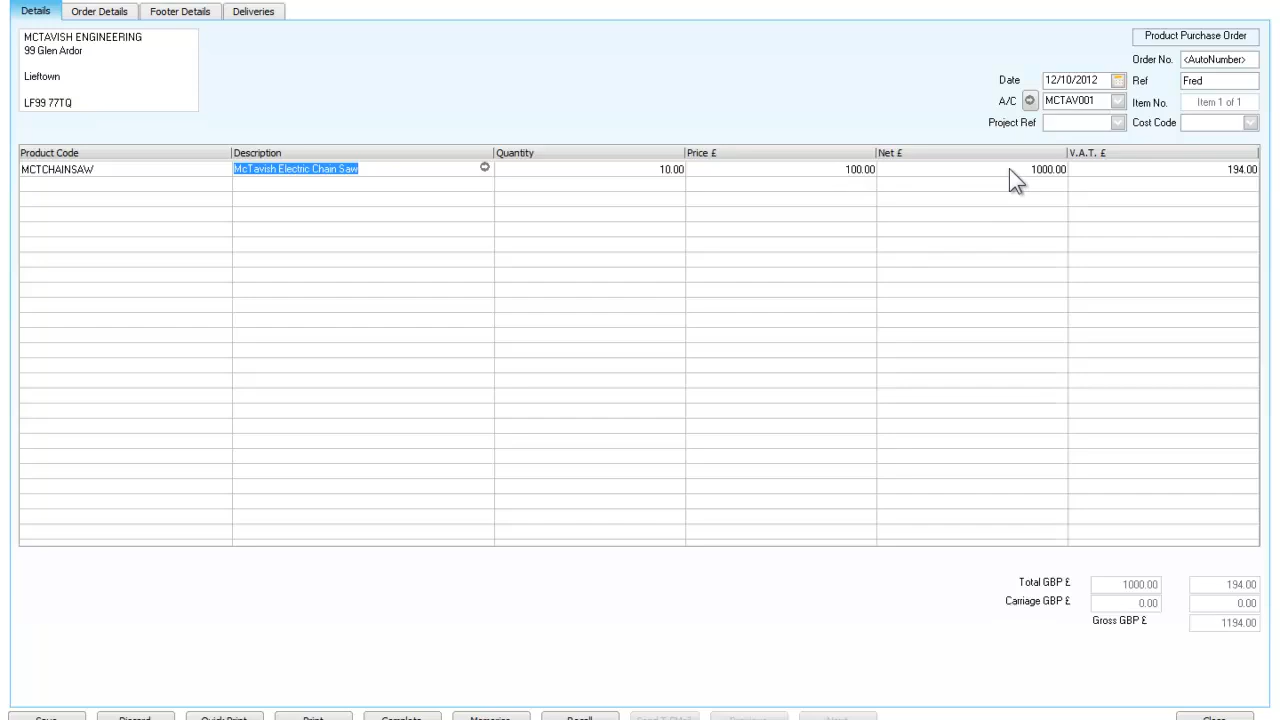 Details Order Details Footer Details Deliveries
MCTAVISH ENGINEERING
99 Glen Ardor
Lieftown
LF99 77TQ
Product Purchase Order
Order No. <AutoNumber>
Date 12/10/2012 Ref Fred
A/C MCTAV001 Item No. Item 1 of 1
Project Ref Cost Code
Product Code Description Quantity Price £ Net £ V.A.T. £
MCTCHAINSAW McTavish Electric Chain Saw 10.00 100.00 1000.00 194.00
Total GBP £ 1000.00 194.00
Carriage GBP £ 0.00 0.00
Gross GBP £ 1194.00
Save Discard Quick Print Print Complete Memorise Recall Send T EMail Previous Next Close